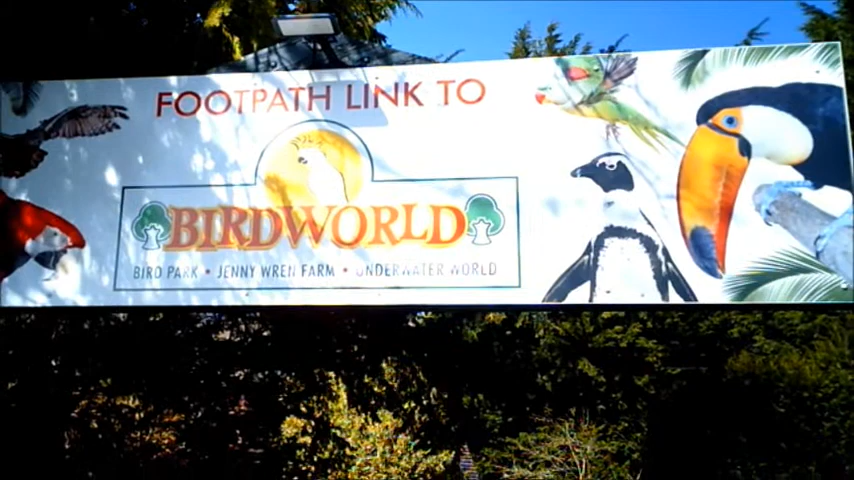 FOOTPATH LINK TO
BIRDWORLD
BIRD PARK • JENNY WREN FARM • UNDERWATER WORLD